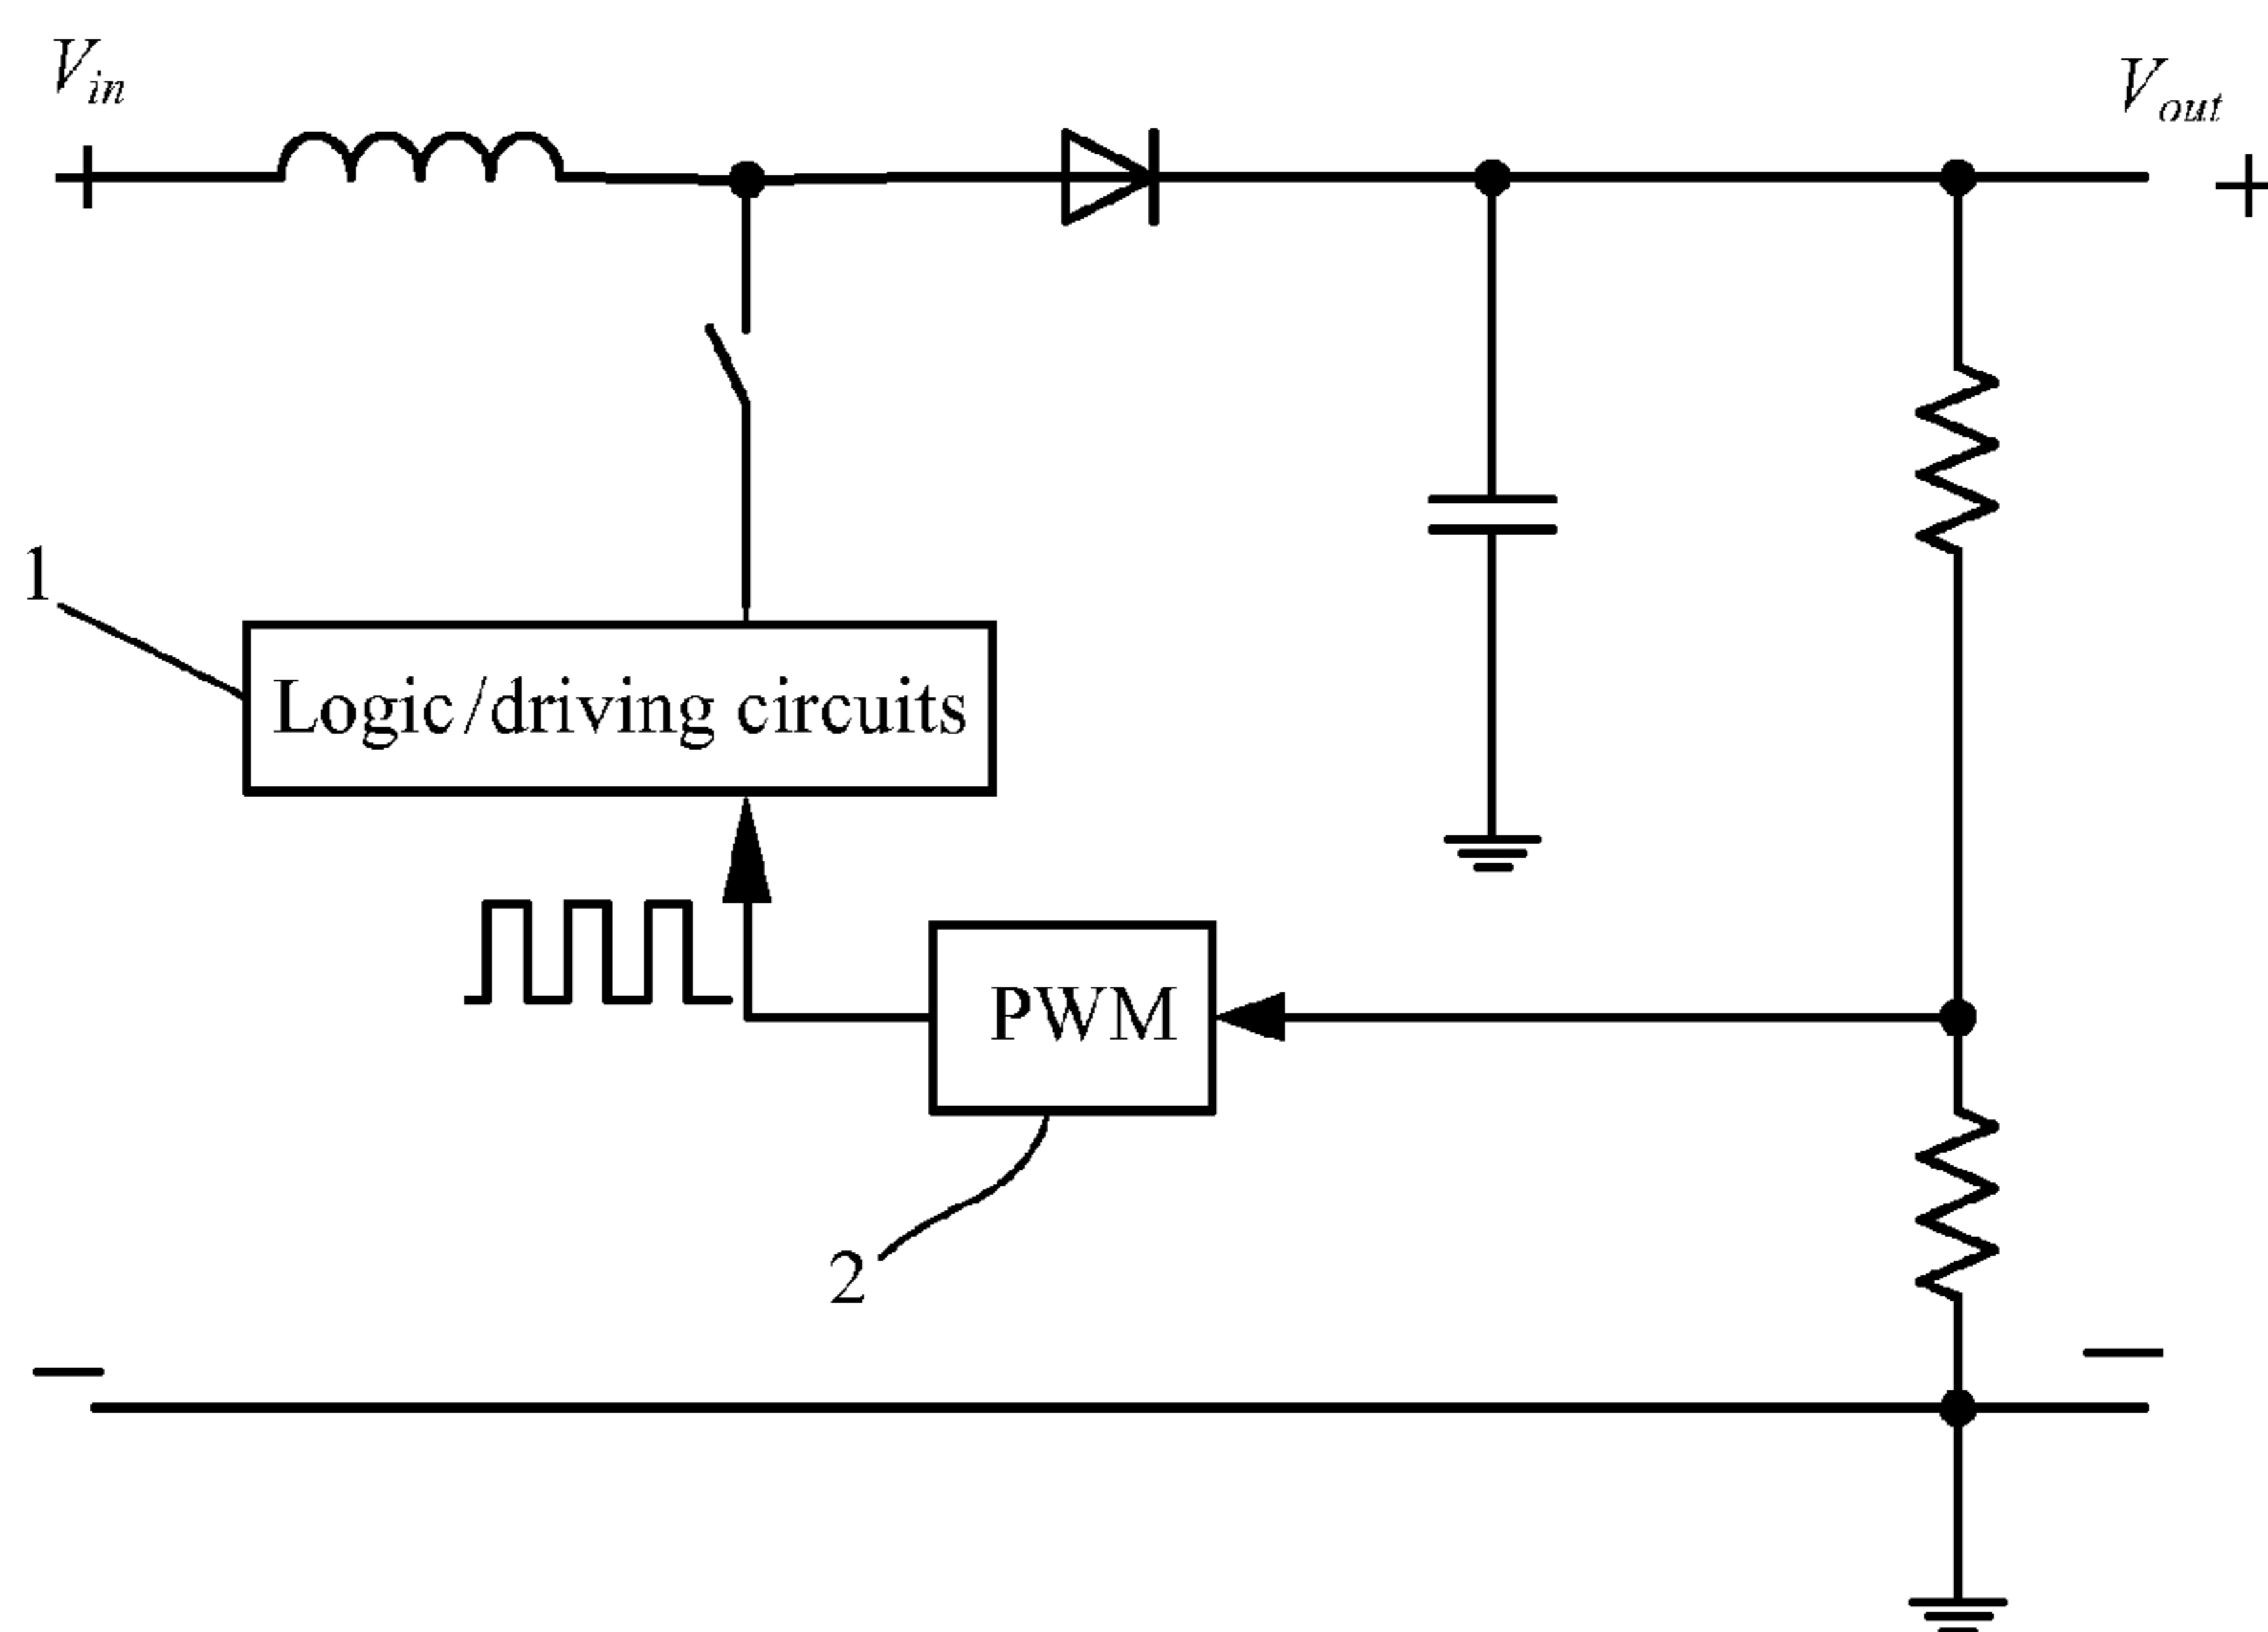 Vin
Vout
+
+
1
Logic/driving circuits
PWM
2
—
—